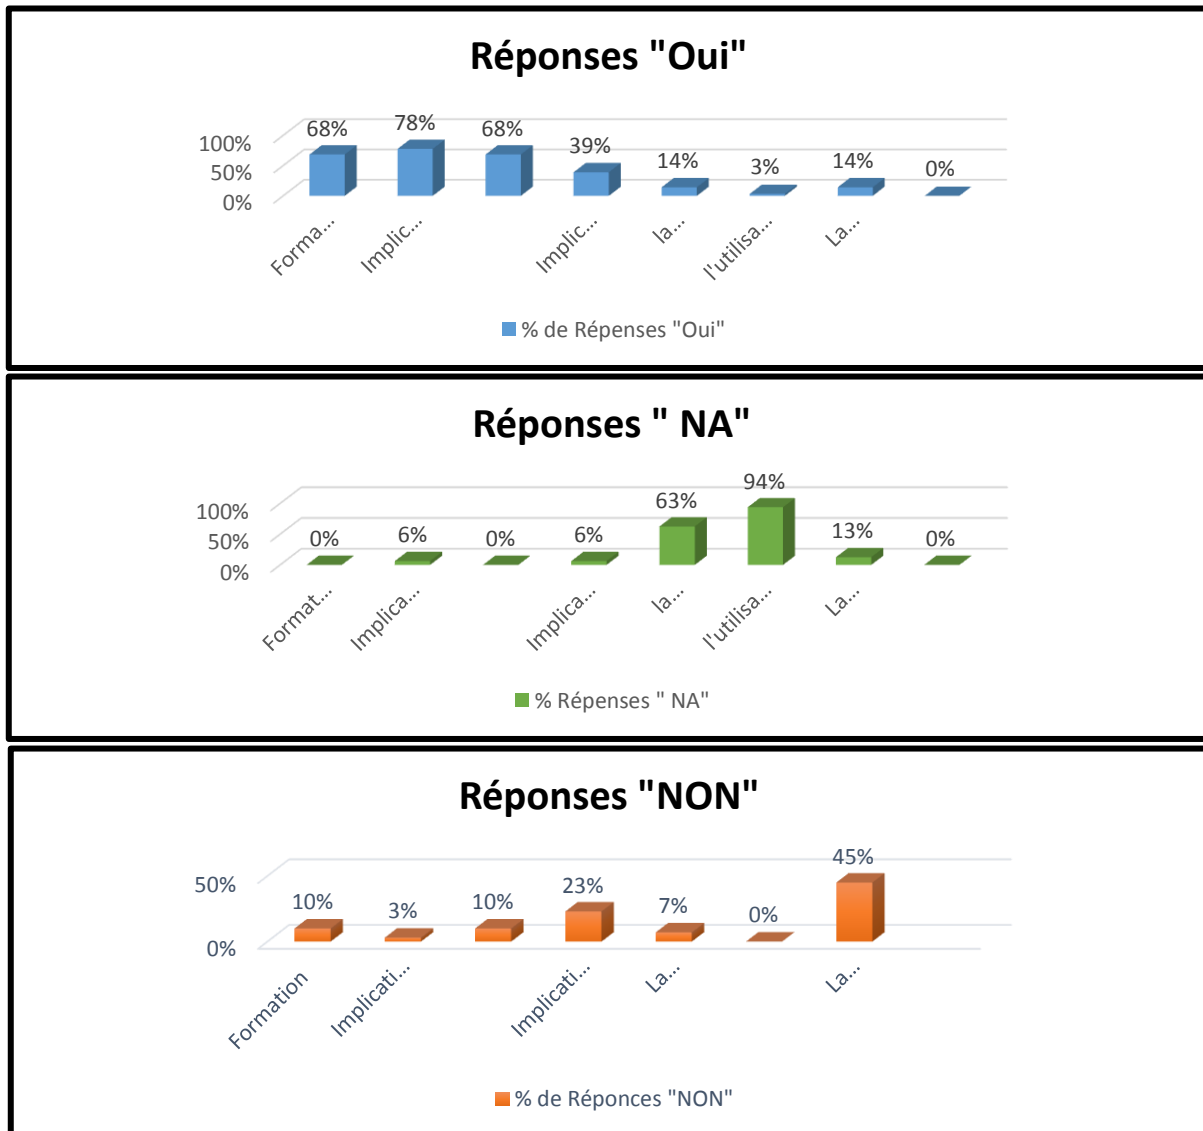 Réponses "Oui"
68% 78% 68% 39% 14% 3% 14% 0%
100%
50%
0%
Forma... Implic... Implic... la... l'utilisa... La...
% de Répenses "Oui"
Réponses " NA"
0% 6% 0% 6% 63% 94% 13% 0%
100%
50%
0%
Format... Implica... Implica... la... l'utilisa... La...
% Répenses " NA"
Réponses "NON"
10% 3% 10% 23% 7% 0% 45%
50%
0%
Formation Implicati... Implicati... La... La...
% de Réponces "NON"